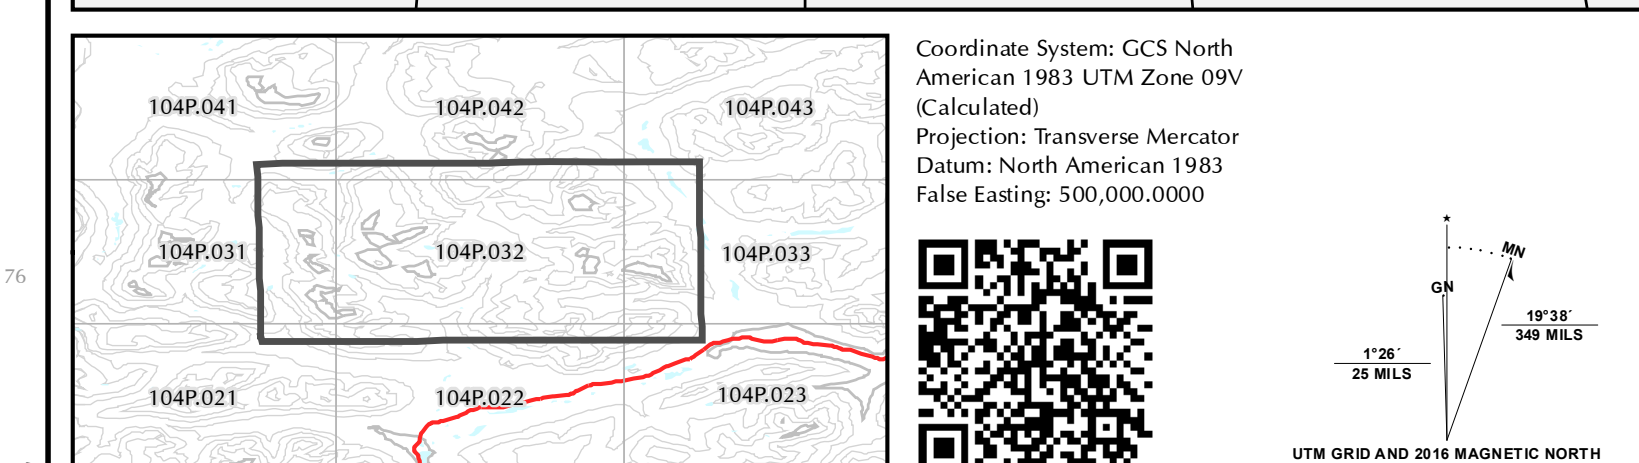 104P.041
104P.042
104P.043
104P.031
104P.032
104P.033
104P.021
104P.022
104P.023
76
Coordinate System: GCS North
American 1983 UTM Zone 09V
(Calculated)
Projection: Transverse Mercator
Datum: North American 1983
False Easting: 500,000.0000
MN
GN
19°38´
349 MILS
1°26´
25 MILS
UTM GRID AND 2016 MAGNETIC NORTH